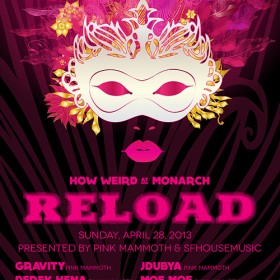 HOW WEIRD at MONARCH
RELOAD
SUNDAY, APRIL 28, 2013
PRESENTED BY PINK MAMMOTH & SFHOUSEMUSIC
GRAVITY PINK MAMMOTH JDUBYA PINK MAMMOTH